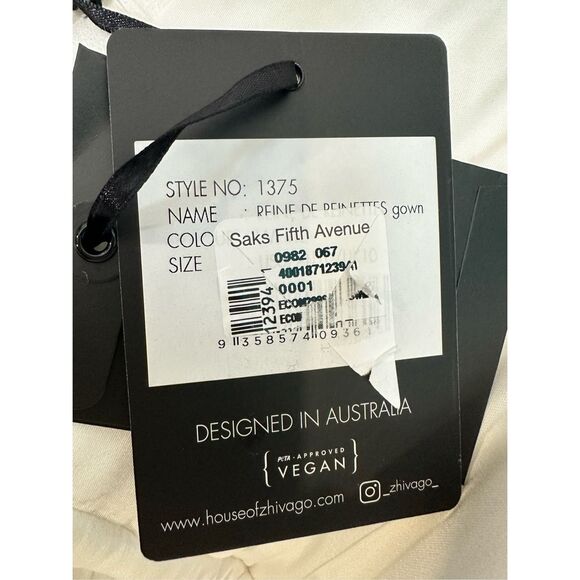 STYLE NO: 1375
NAME : REINE DE REINETTES gown
COLO
Saks Fifth Avenue
SIZE
0982 067
0001
9 358574 09361
DESIGNED IN AUSTRALIA
PETA - APPROVED
VEGAN
www.houseofzhivago.com
_zhivago_